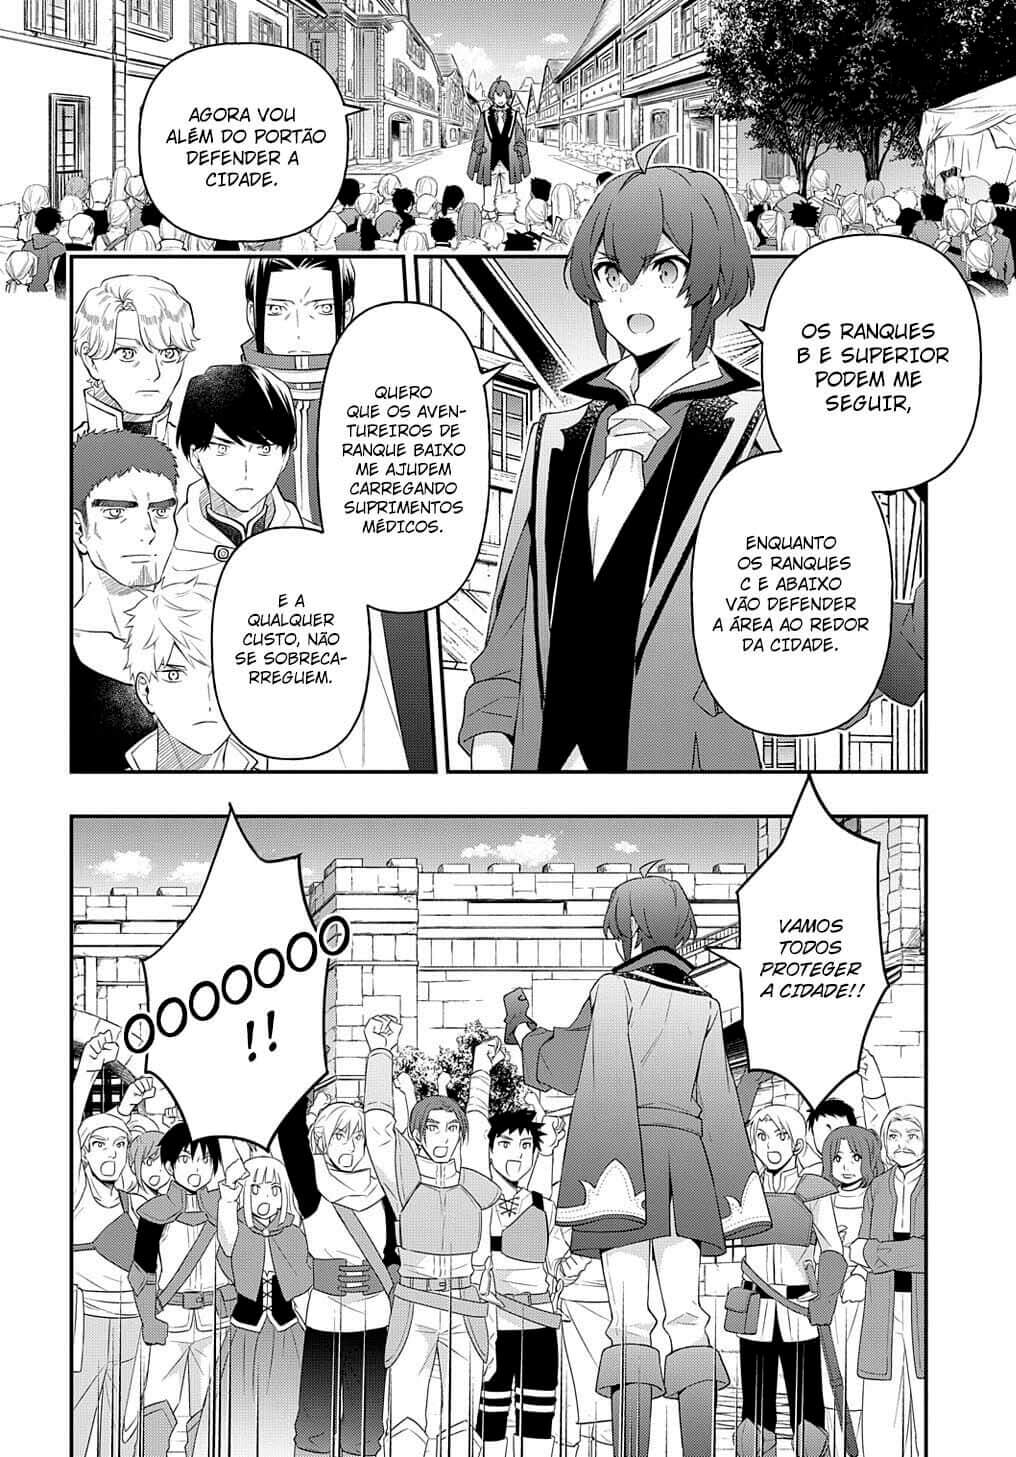 AGORA VOU
ALÉM DO PORTÃO
DEFENDER A
CIDADE.
OS RANQUES
B E SUPERIOR
PODEM ME
SEGUIR,
ENQUANTO
OS RANQUES
C E ABAIXO
VÃO DEFENDER
A ÁREA AO REDOR
DA CIDADE.
QUERO
QUE OS AVEN-
TUREIROS DE
RANQUE BAIXO
ME AJUDEM
CARREGANDO
SUPRIMENTOS
MÉDICOS.
E A
QUALQUER
CUSTO, NÃO
SE SOBRECA-
RREGUEM.
VAMOS
TODOS
PROTEGER
A CIDADE!!
OOOOOOOO
!!